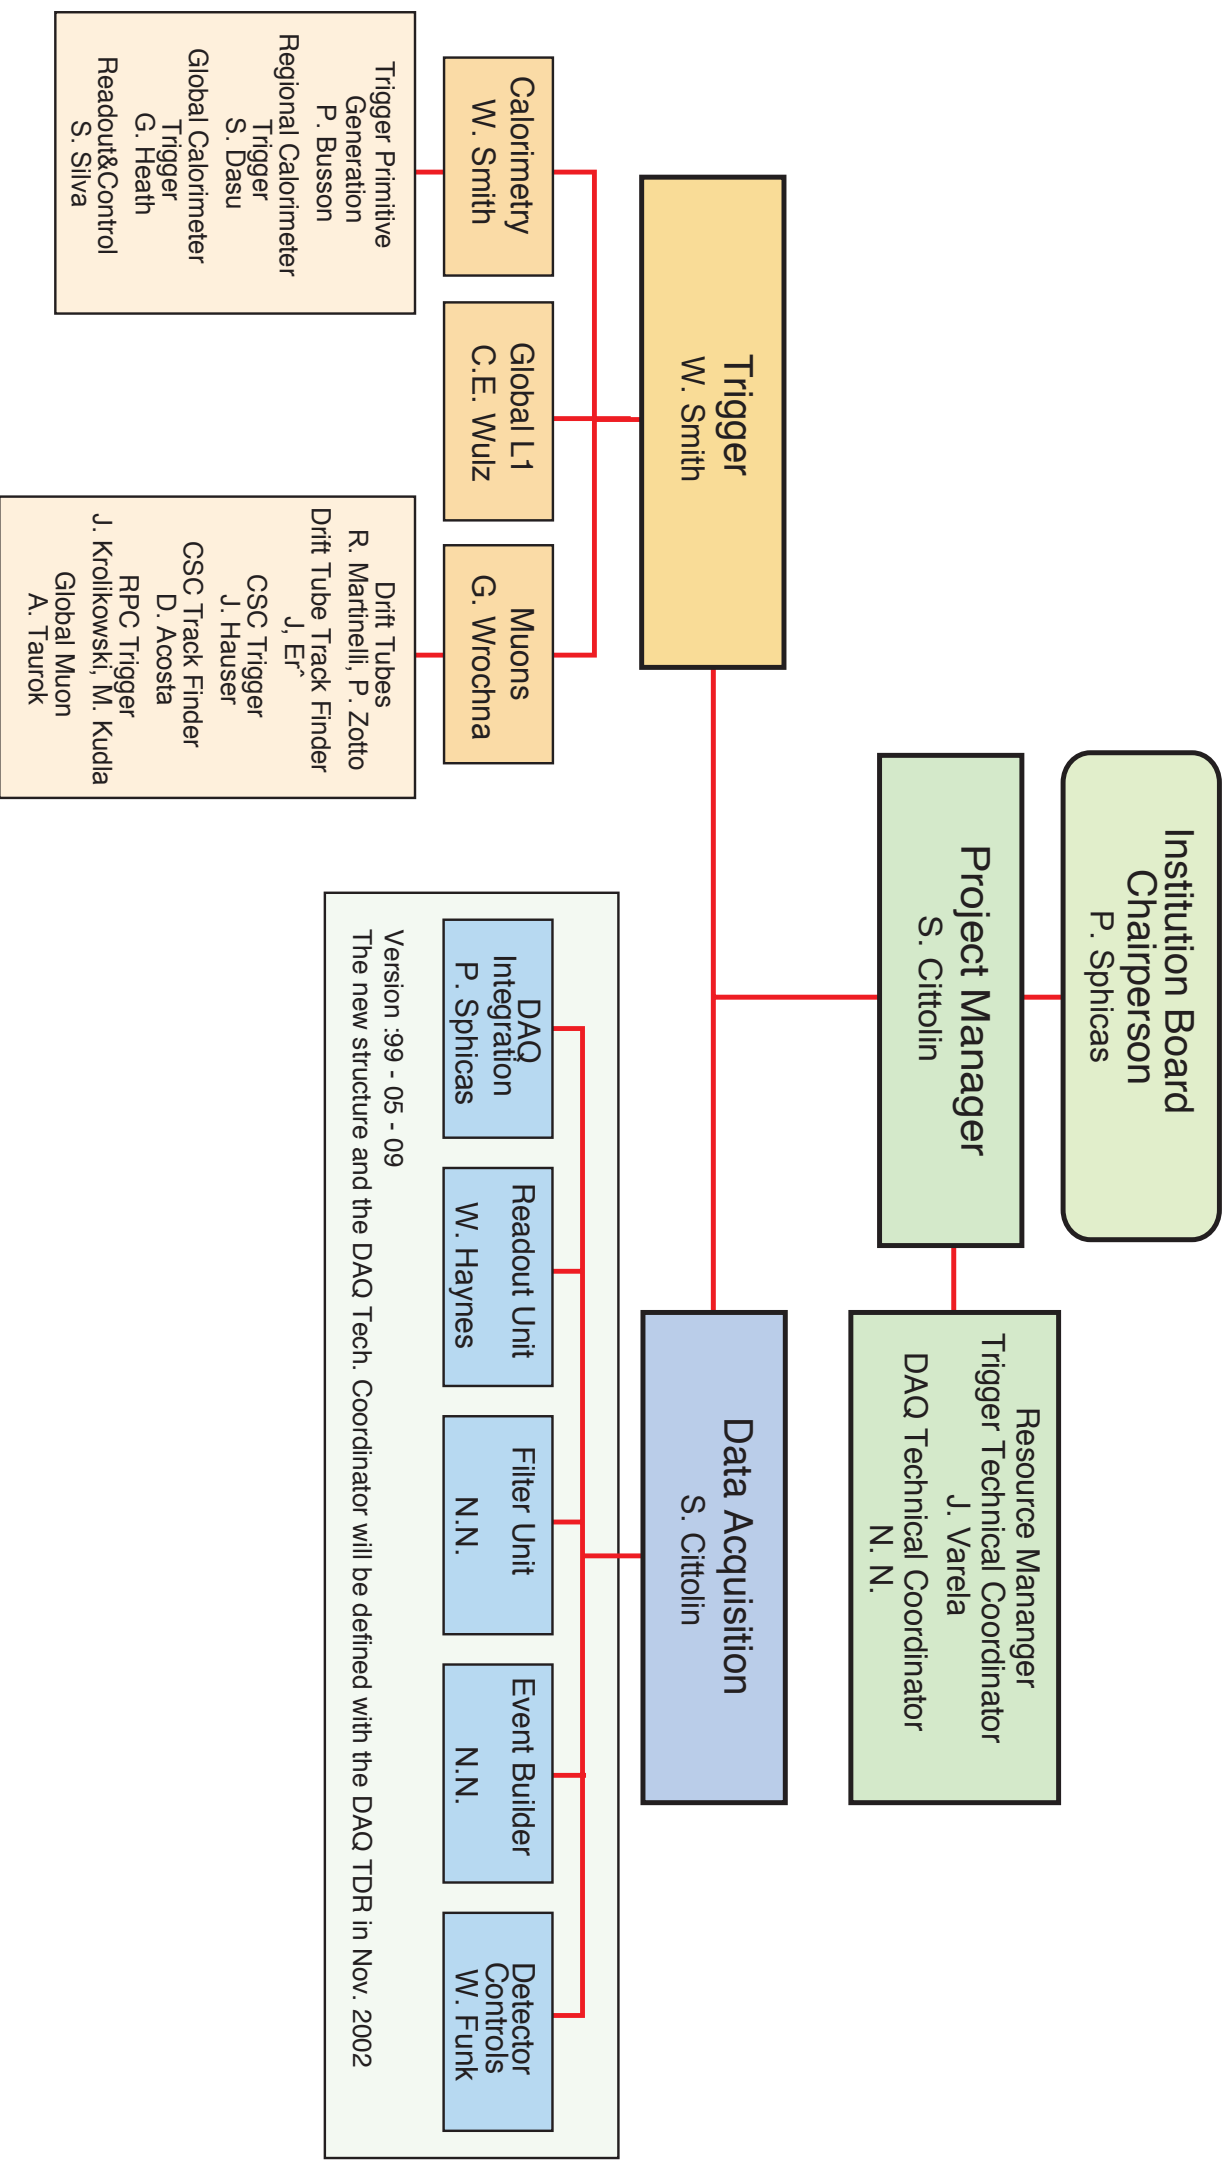 Institution Board
Chairperson
P. Sphicas
Project Manager
S. Cittolin
Resource Mananger
Trigger Technical Coordinator
J. Varela
DAQ Technical Coordinator
N. N.
Trigger
W. Smith
Data Acquisition
S. Cittolin
Calorimetry
W. Smith
Global L1
C.E. Wulz
Muons
G. Wrochna
DAQ
Integration
P. Sphicas
Readout Unit
W. Haynes
Filter Unit
N.N.
Event Builder
N.N.
Detector
Controls
W. Funk
Trigger Primitive
Generation
P. Busson
Regional Calorimeter
Trigger
S. Dasu
Global Calorimeter
Trigger
G. Heath
Readout&Control
S. Silva
Drift Tubes
R. Martinelli, P. Zotto
Drift Tube Track Finder
J, Er^
CSC Trigger
J. Hauser
CSC Track Finder
D. Acosta
RPC Trigger
J. Krolikowski, M. Kudla
Global Muon
A. Taurok
Version :99 - 05 - 09
The new structure and the DAQ Tech. Coordinator will be defined with the DAQ TDR in Nov. 2002